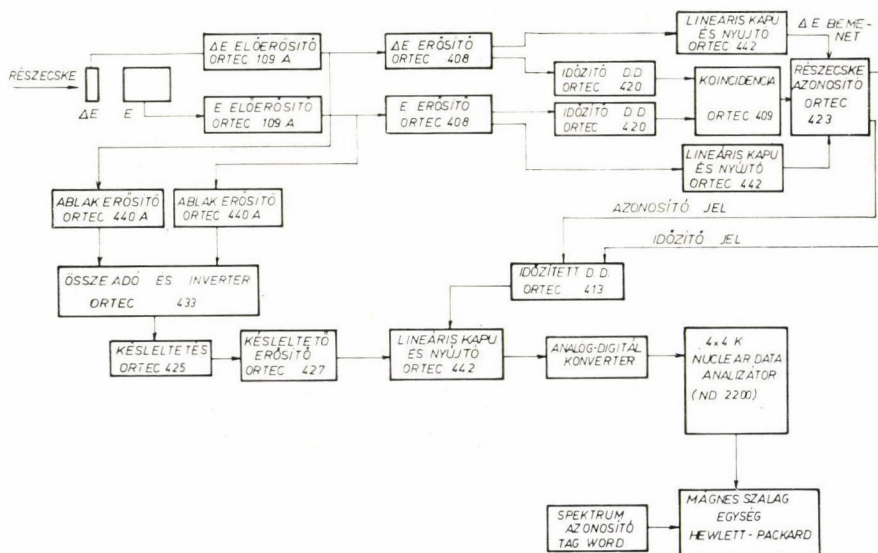 RÉSZECSKE
ΔE
E
ΔE ELŐERŐSÍTŐ
ORTEC 109 A
E ELŐERŐSÍTŐ
ORTEC 109 A
ΔE ERŐSÍTŐ
ORTEC 408
E ERŐSÍTŐ
ORTEC 408
LINEÁRIS KAPU
ÉS NYÚJTÓ
ORTEC 442
ΔE BEME-
NET
IDŐZÍTŐ D.D
ORTEC 420
IDŐZÍTŐ D.D
ORTEC 420
KOINCIDENCIA
ORTEC 409
RÉSZECSKE
AZONOSÍTÓ
ORTEC
423
LINEÁRIS KAPU
ÉS NYÚJTÓ
ORTEC 442
ABLAK ERŐSÍTŐ
ORTEC 440 A
ABLAK ERŐSÍTŐ
ORTEC 440 A
AZONOSÍTÓ JEL
IDŐZÍTŐ JEL
ÖSSZEADÓ ÉS INVERTER
ORTEC 433
IDŐZÍTETT D.D.
ORTEC 413
KÉSLELTETÉS
ORTEC 425
KÉSLELTETŐ
ERŐSÍTŐ
ORTEC 427
LINEÁRIS KAPU
ÉS NYÚJTÓ
ORTEC 442
ANALÓG-DIGITÁL
KONVERTER
4x4 K
NUCLEAR DATA
ANALIZÁTOR
(ND 2200)
SPEKTRUM
AZONOSÍTÓ
TAG WORD
MÁGNES SZALAG
EGYSÉG
HEWLETT-PACKARD